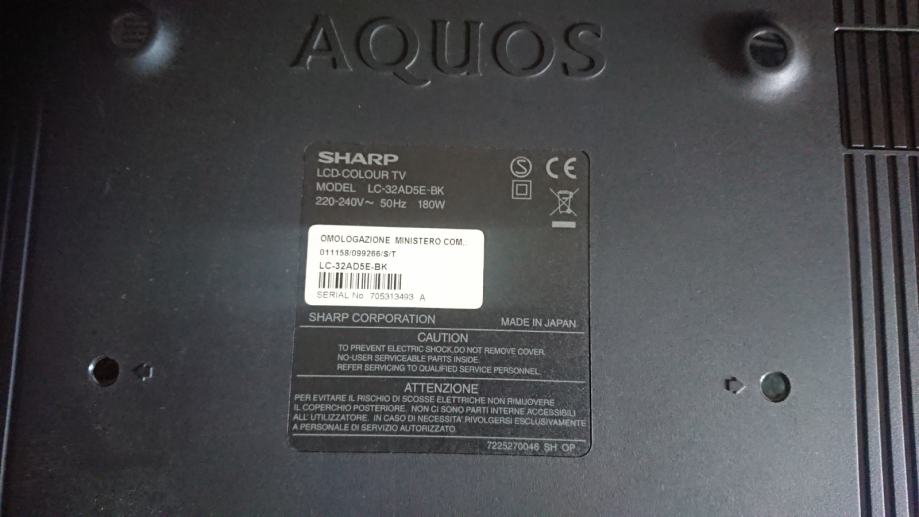 AQUOS
SHARP
LCD-COLOUR TV
MODEL LC-32AD5E-BK
220-240V~ 50Hz 180W
S
CE
OMOLOGAZIONE MINISTERO COM.:
011158/099266/S/T
LC-32AD5E-BK
SERIAL No 705313493 A
SHARP CORPORATION
MADE IN JAPAN
CAUTION
TO PREVENT ELECTRIC SHOCK,DO NOT REMOVE COVER.
NO-USER SERVICEABLE PARTS INSIDE.
REFER SERVICING TO QUALIFIED SERVICE PERSONNEL.
ATTENZIONE
PER EVITARE IL RISCHIO DI SCOSSE ELETTRICHE NON RIMUOVERE
IL COPERCHIO POSTERIORE. NON CI SONO PARTI INTERNE ACCESSIBILI
ALL' UTILIZZATORE. IN CASO DI NECESSITA' RIVOLGERSI ESCLUSIVAMENTE
A PERSONALE DI SERVIZIO AUTORIZZATO.
7225270046 SH OP